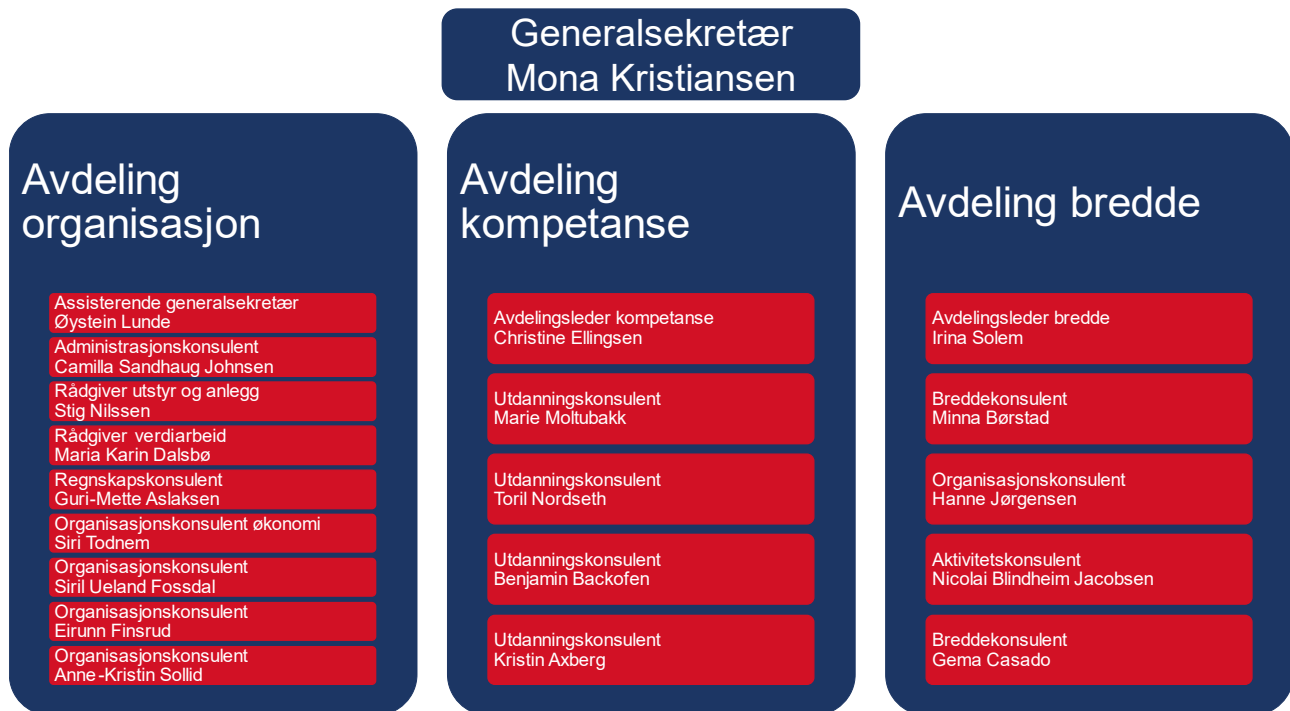 Generalsekretær
Mona Kristiansen
Avdeling
organisasjon
Assisterende generalsekretær
Øystein Lunde
Administrasjonskonsulent
Camilla Sandhaug Johnsen
Rådgiver utstyr og anlegg
Stig Nilssen
Rådgiver verdiarbeid
Maria Karin Dalsbø
Regnskapskonsulent
Guri-Mette Aslaksen
Organisasjonskonsulent økonomi
Siri Todnem
Organisasjonskonsulent
Siril Ueland Fossdal
Organisasjonskonsulent
Eirunn Finsrud
Organisasjonskonsulent
Anne-Kristin Sollid
Avdeling
kompetanse
Avdelingsleder kompetanse
Christine Ellingsen
Utdanningskonsulent
Marie Moltubakk
Utdanningskonsulent
Toril Nordseth
Utdanningskonsulent
Benjamin Backofen
Utdanningskonsulent
Kristin Axberg
Avdeling bredde
Avdelingsleder bredde
Irina Solem
Breddekonsulent
Minna Børstad
Organisasjonskonsulent
Hanne Jørgensen
Aktivitetskonsulent
Nicolai Blindheim Jacobsen
Breddekonsulent
Gema Casado